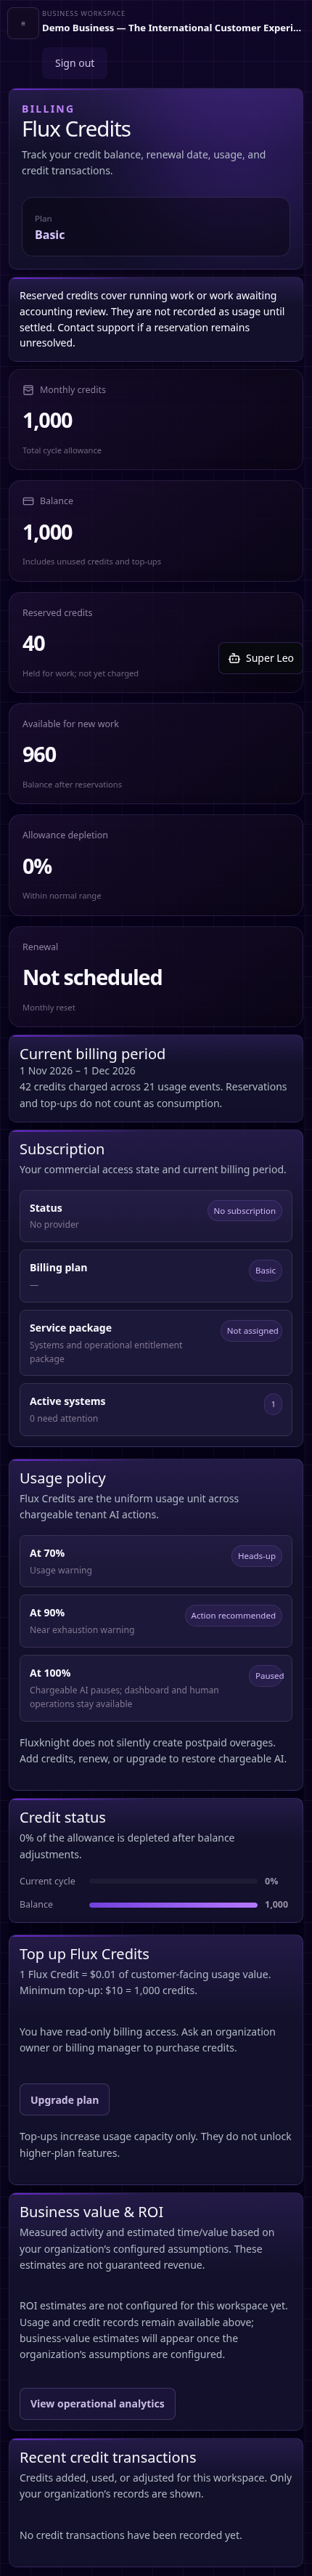 BUSINESS WORKSPACE
Demo Business — The International Customer Experi...
Sign out
BILLING
Flux Credits
Track your credit balance, renewal date, usage, and
credit transactions.
Plan
Basic
Reserved credits cover running work or work awaiting
accounting review. They are not recorded as usage until
settled. Contact support if a reservation remains
unresolved.
Monthly credits
1,000
Total cycle allowance
Balance
1,000
Includes unused credits and top-ups
Reserved credits
40
Held for work; not yet charged
Super Leo
Available for new work
960
Balance after reservations
Allowance depletion
0%
Within normal range
Renewal
Not scheduled
Monthly reset
Current billing period
1 Nov 2026 – 1 Dec 2026
42 credits charged across 21 usage events. Reservations
and top-ups do not count as consumption.
Subscription
Your commercial access state and current billing period.
Status
No subscription
No provider
Billing plan
Basic
—
Service package
Not assigned
Systems and operational entitlement
package
Active systems
1
0 need attention
Usage policy
Flux Credits are the uniform usage unit across
chargeable tenant AI actions.
At 70%
Heads-up
Usage warning
At 90%
Action recommended
Near exhaustion warning
At 100%
Paused
Chargeable AI pauses; dashboard and human
operations stay available
Fluxknight does not silently create postpaid overages.
Add credits, renew, or upgrade to restore chargeable AI.
Credit status
0% of the allowance is depleted after balance
adjustments.
Current cycle 0%
Balance 1,000
Top up Flux Credits
1 Flux Credit = $0.01 of customer-facing usage value.
Minimum top-up: $10 = 1,000 credits.
You have read-only billing access. Ask an organization
owner or billing manager to purchase credits.
Upgrade plan
Top-ups increase usage capacity only. They do not unlock
higher-plan features.
Business value & ROI
Measured activity and estimated time/value based on
your organization’s configured assumptions. These
estimates are not guaranteed revenue.
ROI estimates are not configured for this workspace yet.
Usage and credit records remain available above;
business-value estimates will appear once the
organization’s assumptions are configured.
View operational analytics
Recent credit transactions
Credits added, used, or adjusted for this workspace. Only
your organization’s records are shown.
No credit transactions have been recorded yet.